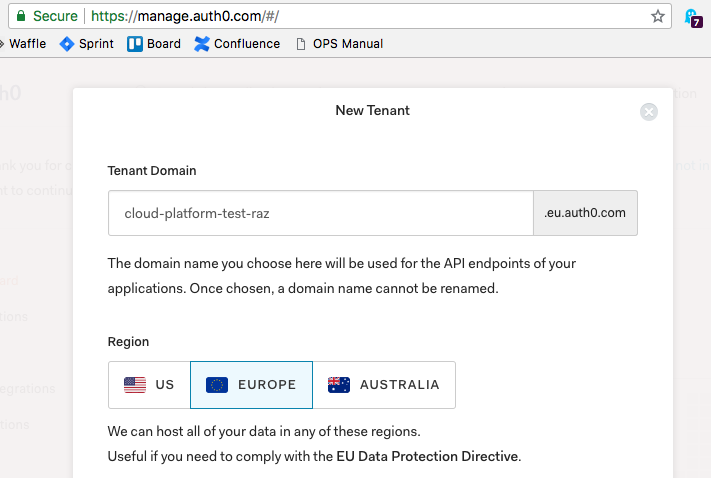 Secure https://manage.auth0.com/#/
Waffle Sprint Board Confluence OPS Manual
7
New Tenant
Tenant Domain
cloud-platform-test-raz .eu.auth0.com
The domain name you choose here will be used for the API endpoints of your
applications. Once chosen, a domain name cannot be renamed.
Region
US EUROPE AUSTRALIA
We can host all of your data in any of these regions.
Useful if you need to comply with the EU Data Protection Directive.